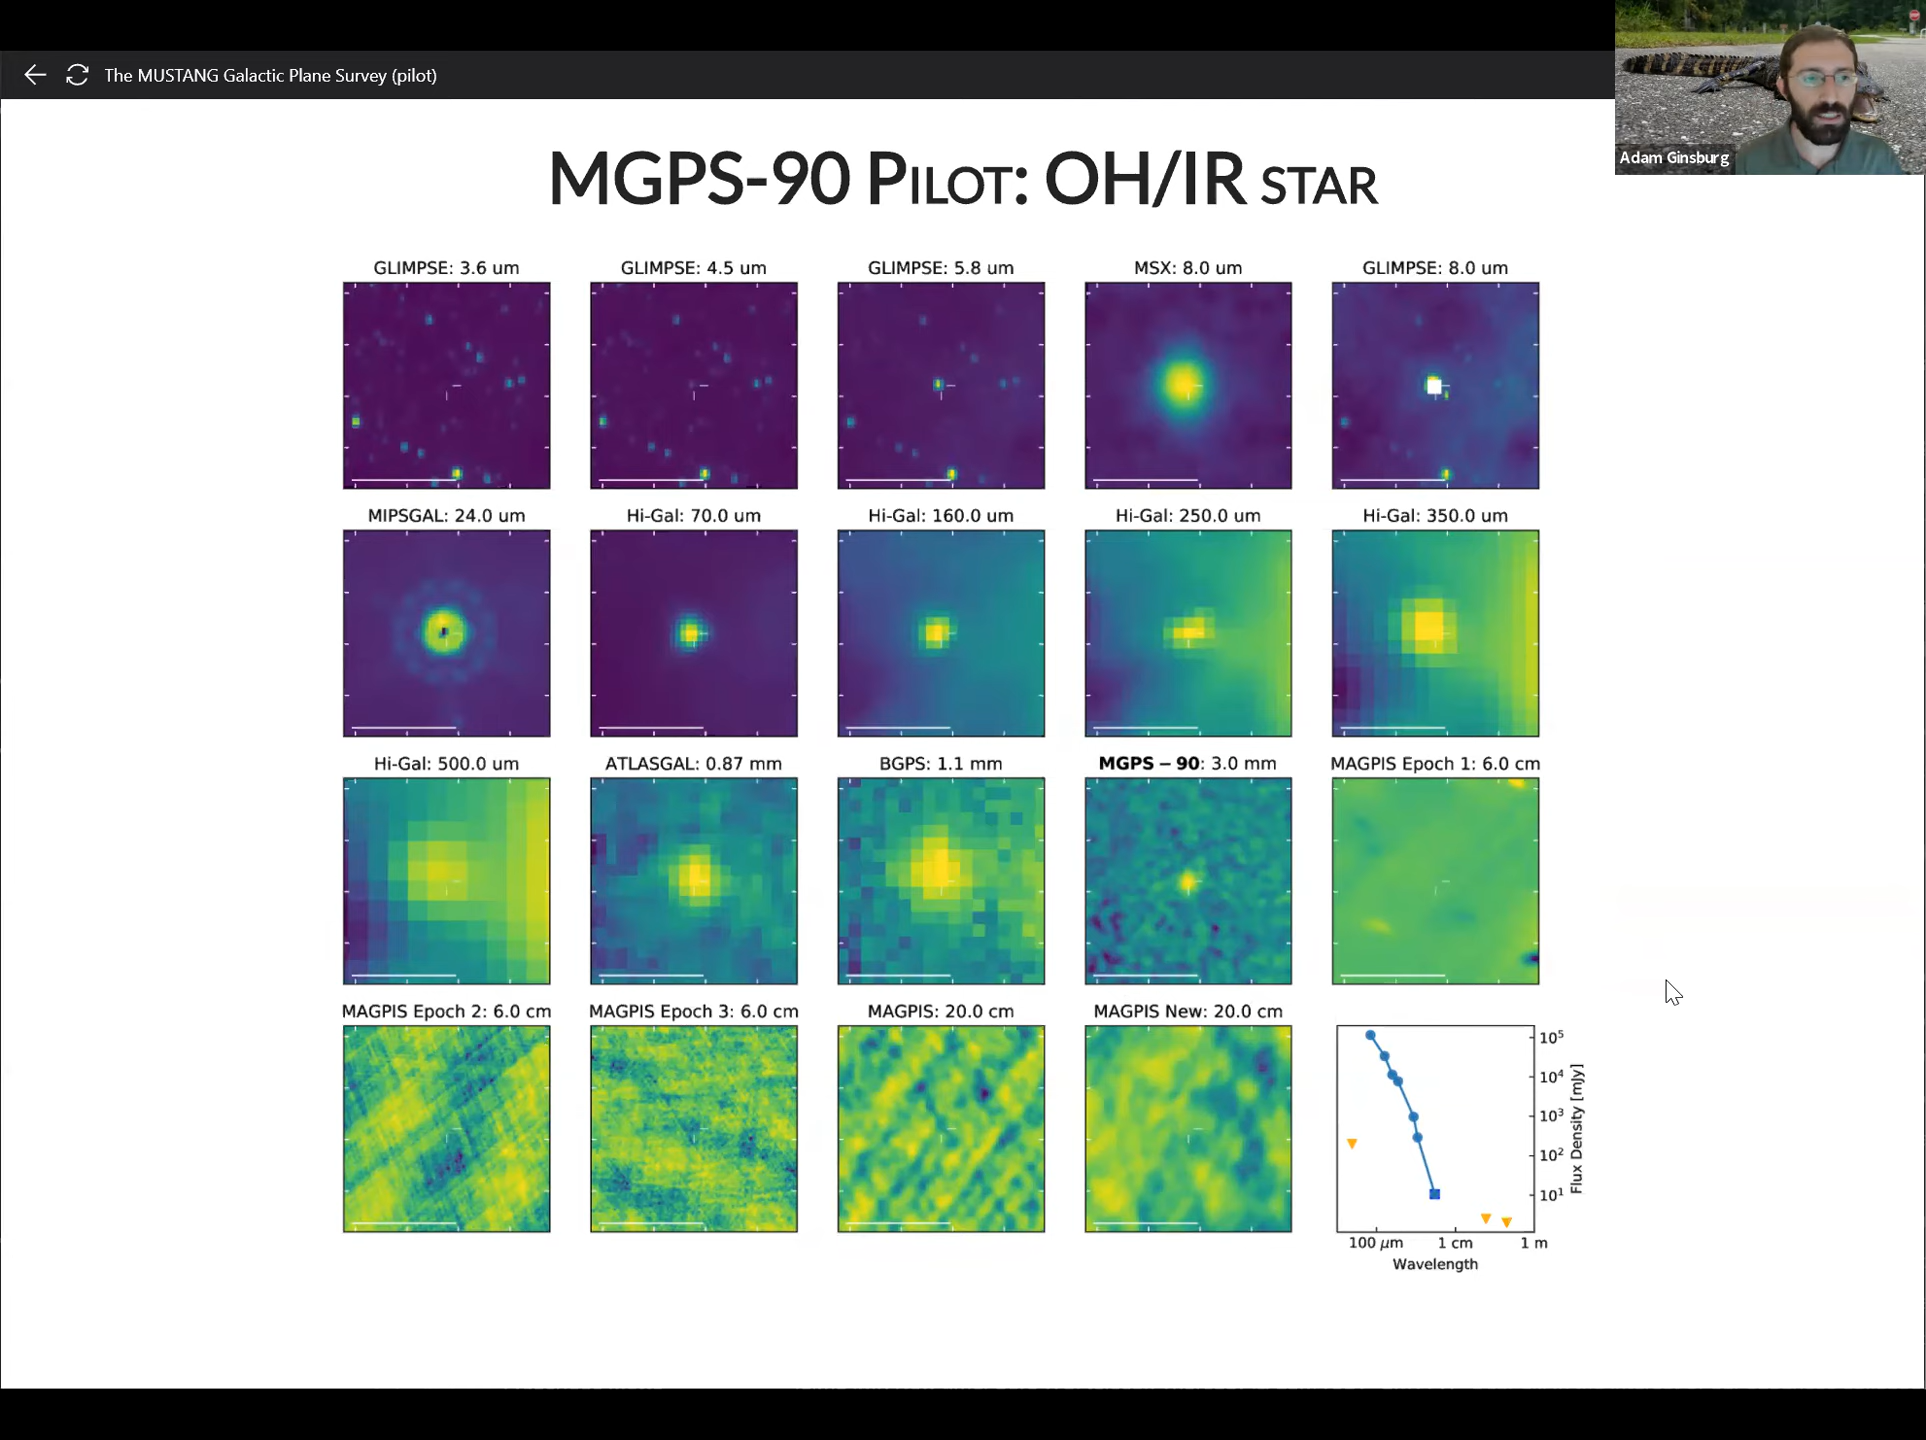 The MUSTANG Galactic Plane Survey (pilot)
Adam Ginsburg
MGPS-90 Pilot: OH/IR star
GLIMPSE: 3.6 um
GLIMPSE: 4.5 um
GLIMPSE: 5.8 um
MSX: 8.0 um
GLIMPSE: 8.0 um
MIPSGAL: 24.0 um
Hi-Gal: 70.0 um
Hi-Gal: 160.0 um
Hi-Gal: 250.0 um
Hi-Gal: 350.0 um
Hi-Gal: 500.0 um
ATLASGAL: 0.87 mm
BGPS: 1.1 mm
MGPS − 90: 3.0 mm
MAGPIS Epoch 1: 6.0 cm
MAGPIS Epoch 2: 6.0 cm
MAGPIS Epoch 3: 6.0 cm
MAGPIS: 20.0 cm
MAGPIS New: 20.0 cm
10⁵
10⁴
10³
10²
10¹
Flux Density [mJy]
100 μm
1 cm
1 m
Wavelength